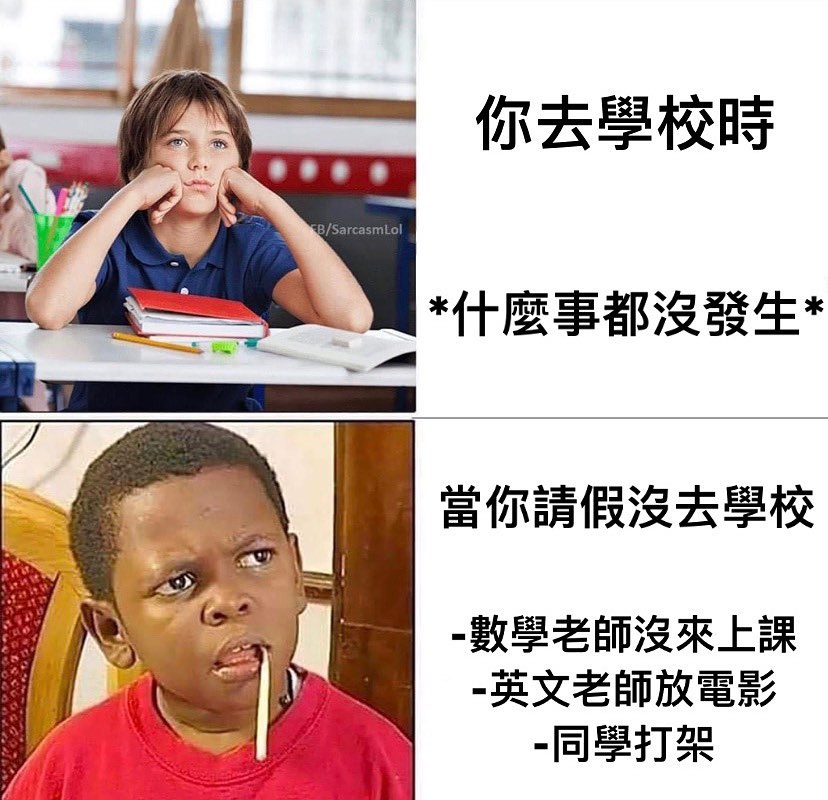 你去學校時
FB/SarcasmLol
*什麼事都沒發生*
當你請假沒去學校
-數學老師沒來上課
-英文老師放電影
-同學打架